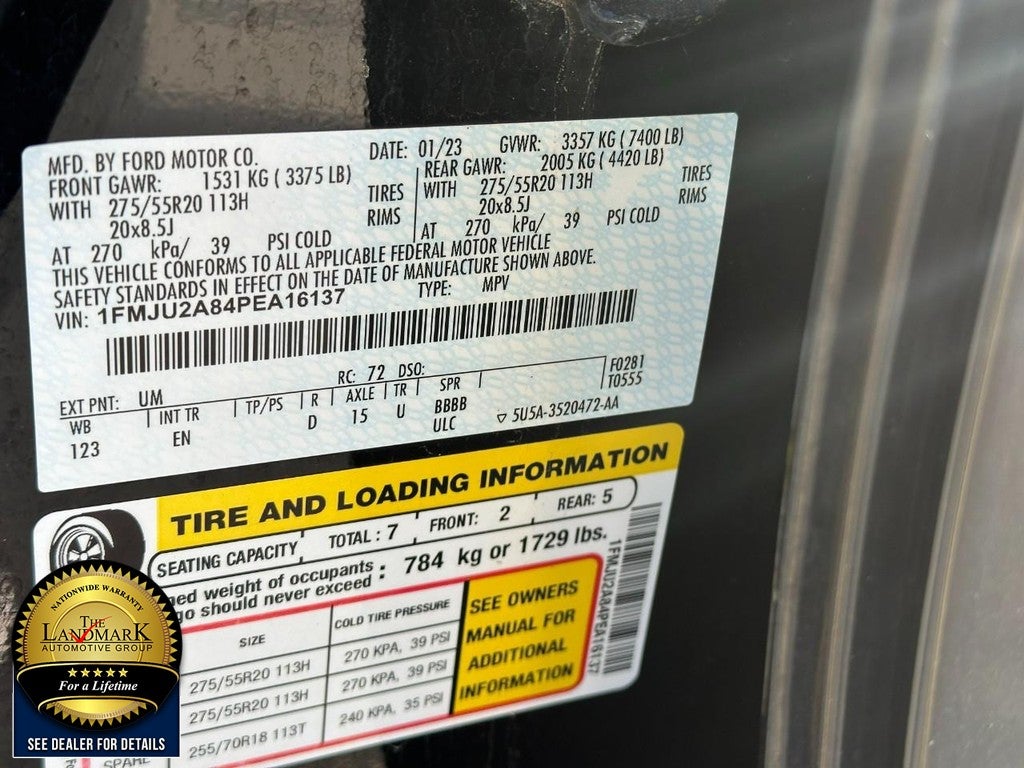 MFD. BY FORD MOTOR CO.
DATE: 01/23 GVWR: 3357 KG ( 7400 LB)
FRONT GAWR: 1531 KG ( 3375 LB)
REAR GAWR: 2005 KG ( 4420 LB)
WITH 275/55R20 113H TIRES
WITH 275/55R20 113H TIRES
20x8.5J RIMS
20x8.5J RIMS
AT 270 kPa/ 39 PSI COLD
AT 270 kPa/ 39 PSI COLD
THIS VEHICLE CONFORMS TO ALL APPLICABLE FEDERAL MOTOR VEHICLE
SAFETY STANDARDS IN EFFECT ON THE DATE OF MANUFACTURE SHOWN ABOVE.
VIN: 1FMJU2A84PEA16137 TYPE: MPV
EXT PNT: UM RC: 72 DSO:
F0281
T0555
WB INT TR TP/PS R AXLE TR SPR
123 EN D 15 U BBBB
ULC ▽ 5U5A-3520472-AA
TIRE AND LOADING INFORMATION
SEATING CAPACITY TOTAL : 7 FRONT: 2 REAR: 5
weight of occupants
should never exceed : 784 kg or 1729 lbs.
SIZE COLD TIRE PRESSURE
275/55R20 113H 270 KPA, 39 PSI
275/55R20 113H 270 KPA, 39 PSI
255/70R18 113T 240 KPA, 35 PSI
SPARE
SEE OWNERS
MANUAL FOR
ADDITIONAL
INFORMATION
1FMJU2A84PEA16137
NATIONWIDE WARRANTY
THE
LANDMARK
AUTOMOTIVE GROUP
For a Lifetime
SEE DEALER FOR DETAILS